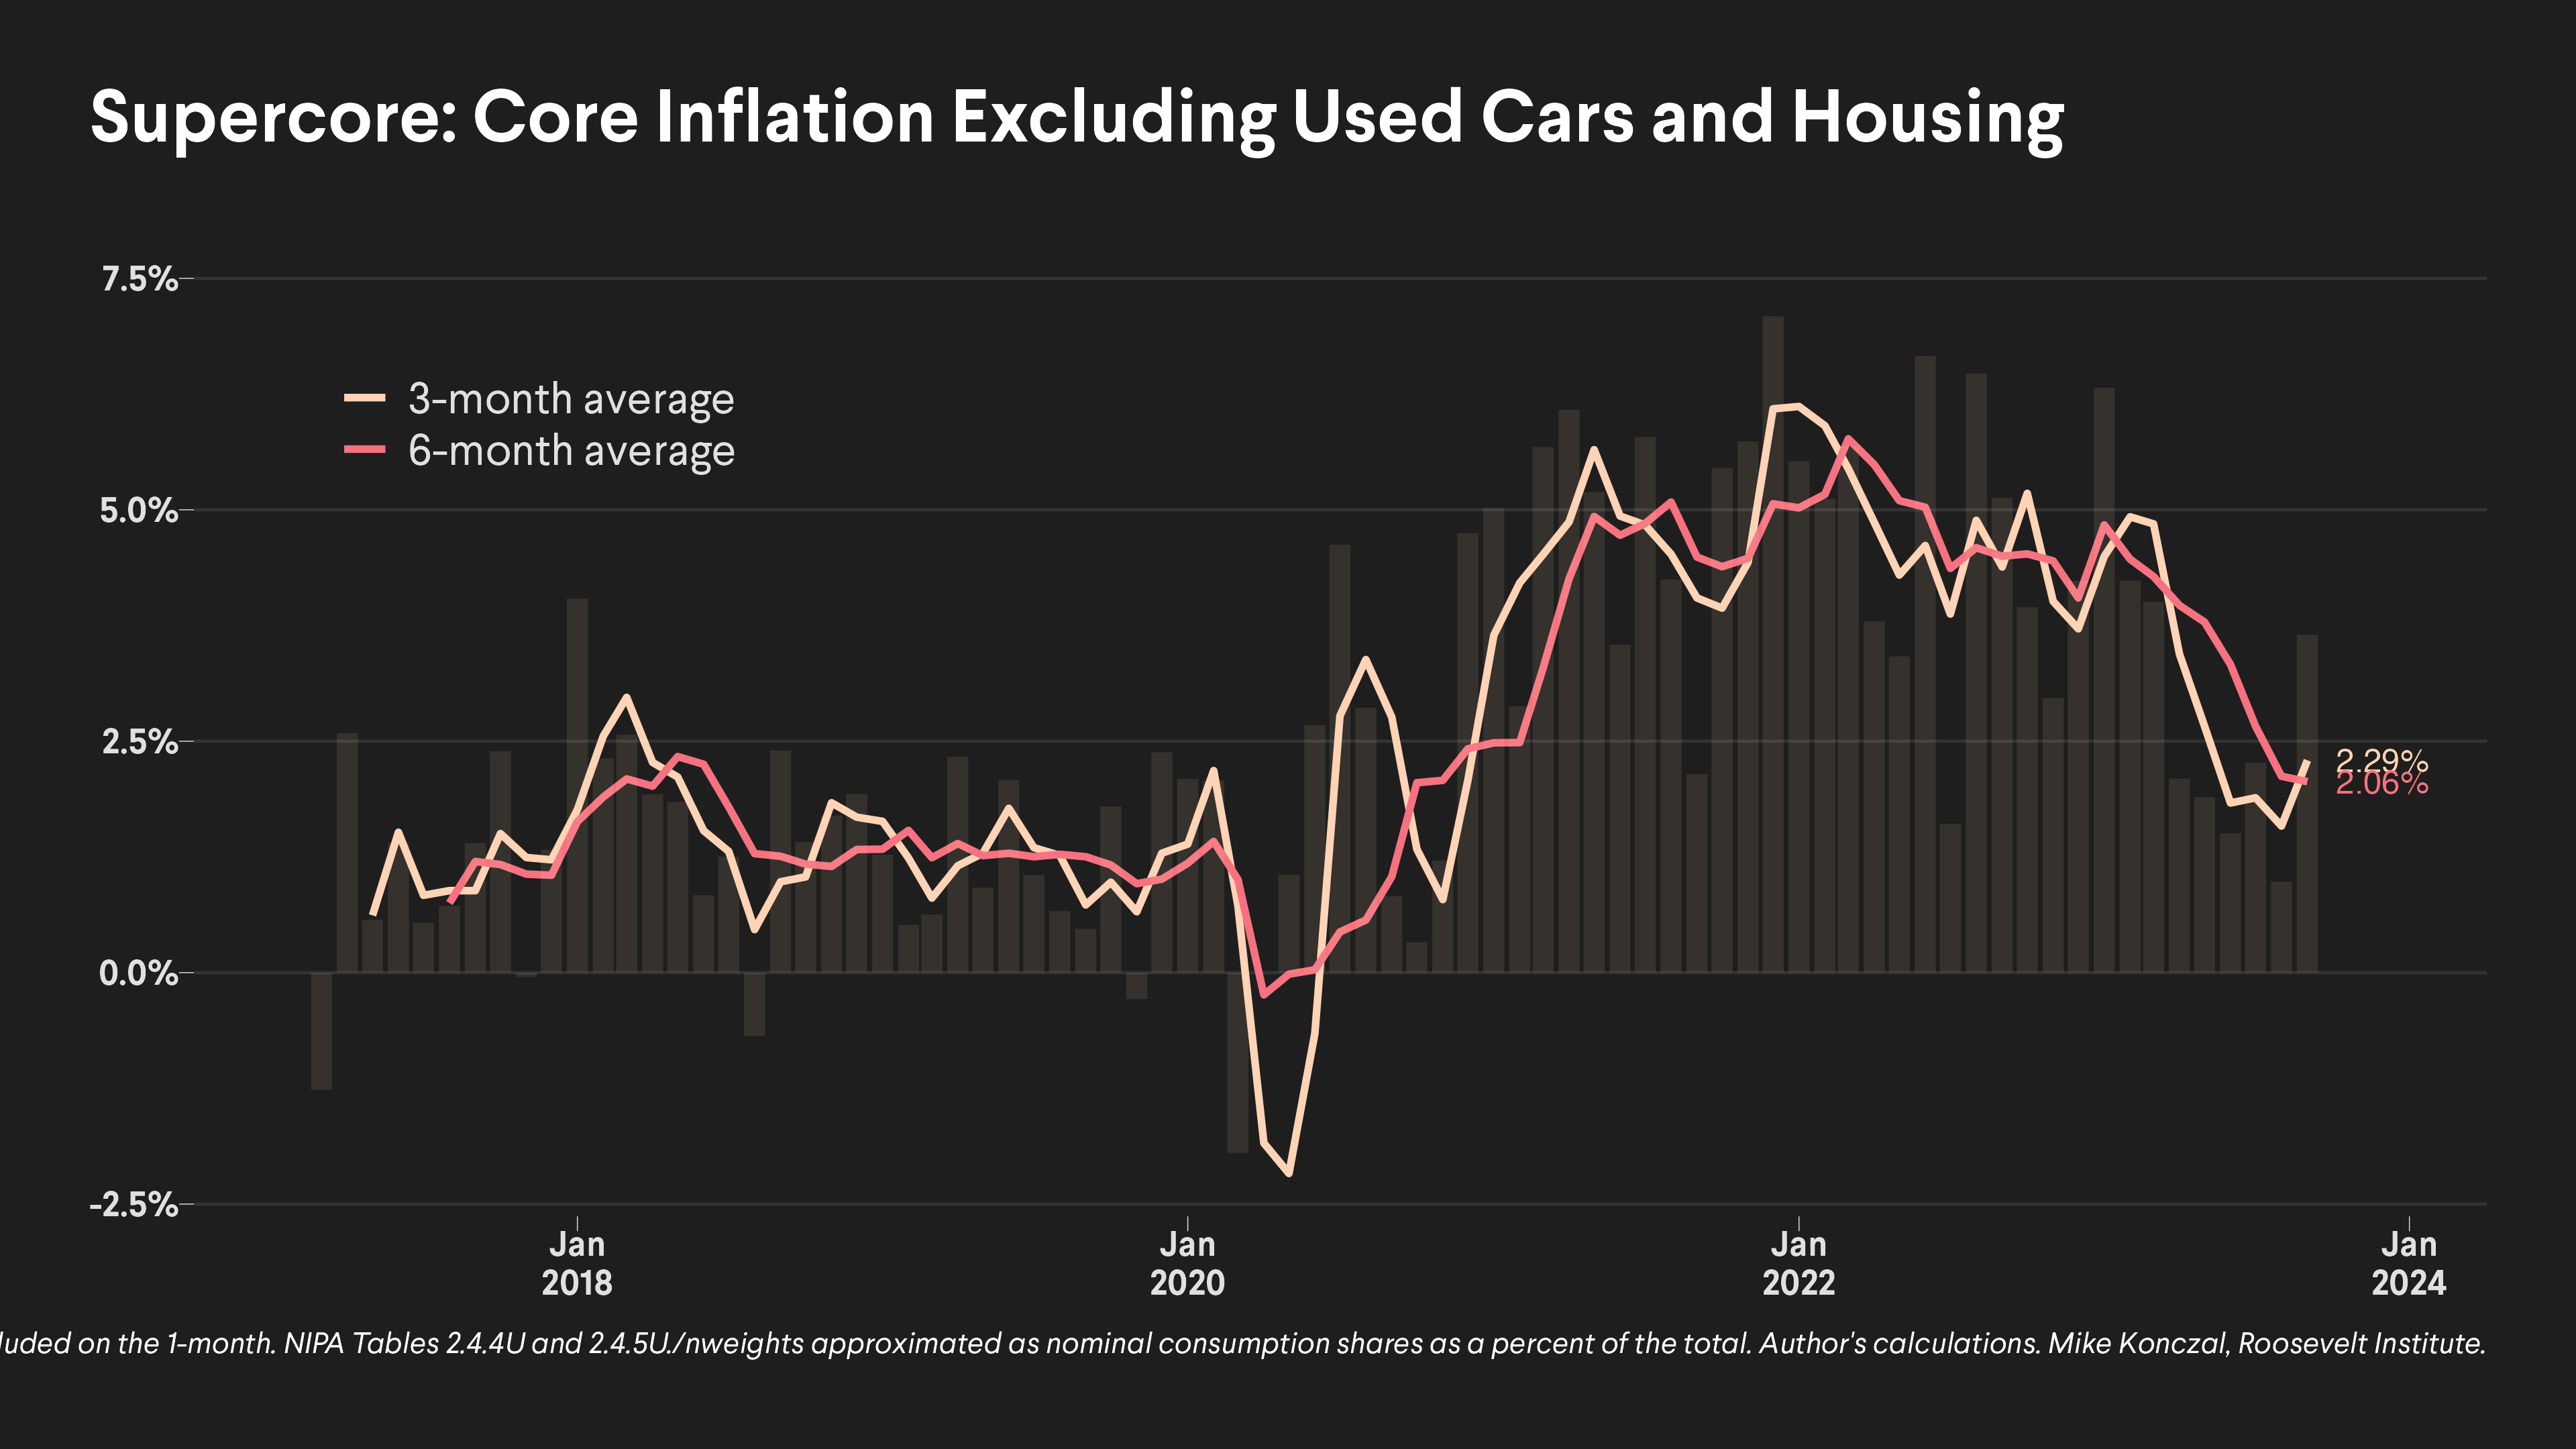 Supercore: Core Inflation Excluding Used Cars and Housing
7.5%
3-month average
6-month average
5.0%
2.5%
2.29%
2.06%
0.0%
-2.5%
Jan
2018
Jan
2020
Jan
2022
Jan
2024
on the 1-month. NIPA Tables 2.4.4U and 2.4.5U./nweights approximated as nominal consumption shares as a percent of the total. Author's calculations. Mike Konczal, Roosevelt Institute.